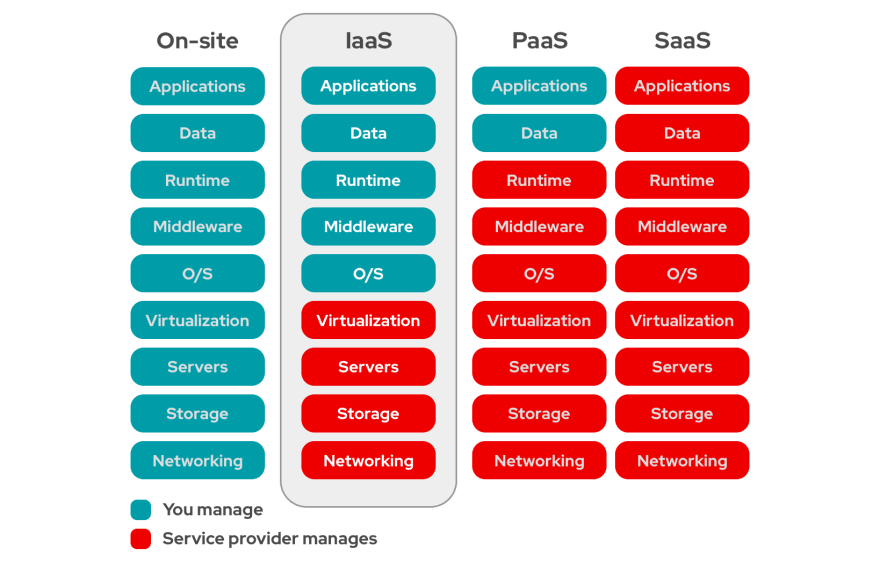 On-site IaaS PaaS SaaS
Applications Applications Applications Applications
Data Data Data Data
Runtime Runtime Runtime Runtime
Middleware Middleware Middleware Middleware
O/S O/S O/S O/S
Virtualization Virtualization Virtualization Virtualization
Servers Servers Servers Servers
Storage Storage Storage Storage
Networking Networking Networking Networking
You manage
Service provider manages